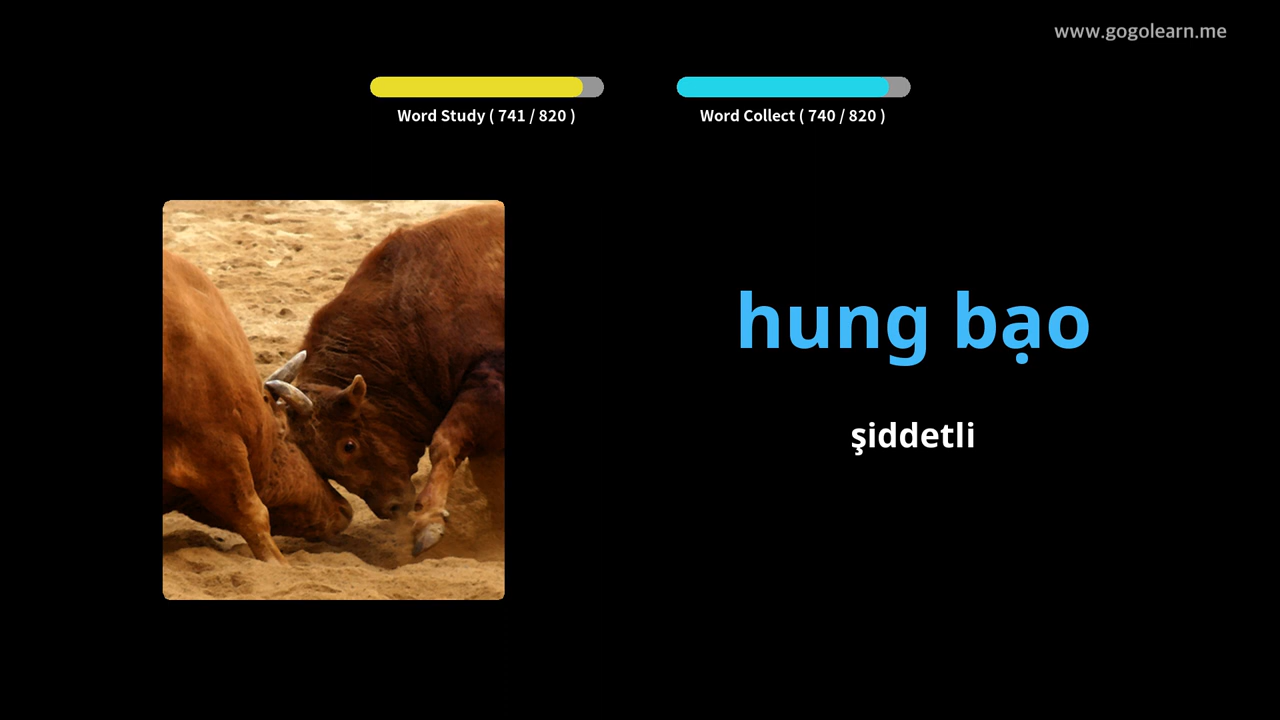 www.gogolearn.me
Word Study ( 741 / 820 )
Word Collect ( 740 / 820 )
hung bạo
şiddetli